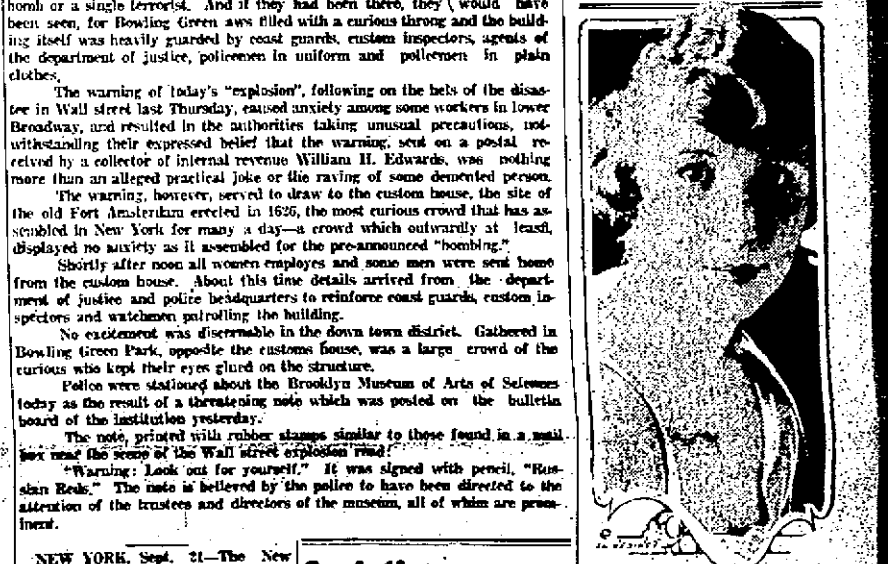 bomb or a single terrorist. And if they had been there, they would have
been seen, for Bowling Green aws filled with a curious throng and the build-
ing itself was heavily guarded by coast guards, custom inspectors, agents of
the department of justice, policemen in uniform and policemen in plain
clothes.
The warning of today's "explosion", following on the hels of the disas-
ter in Wall street last Thursday, caused anxiety among some workers in lower
Broadway, and resulted in the authorities taking unusual precautions, not-
withstanding their expressed belief that the warning, sent on a postal re-
ceived by a collector of internal revenue William H. Edwards, was nothing
more than an alleged practical joke or the raving of some demented person.
The warning, however, served to draw to the custom house, the site of
the old Fort Amsterdam erected in 1626, the most curious crowd that has as-
sembled in New York for many a day—a crowd which outwardly at least,
displayed no anxiety as it assembled for the pre-announced "bombing."
Shortly after noon all women employes and some men were sent home
from the custom house. About this time details arrived from the depart-
ment of justice and police headquarters to reinforce coast guards, custom in-
spectors and watchmen patrolling the building.
No excitement was discernable in the down town district. Gathered in
Bowling Green Park, opposite the customs house, was a large crowd of the
curious who kept their eyes glued on the structure.
Police were stationed about the Brooklyn Museum of Arts of Sciences
today as the result of a threatening note which was posted on the bulletin
board of the institution yesterday.
The note, printed with rubber stamps similar to those found in a mail
box near the scene of the Wall street explosion read:
"Warning: Look out for yourself." It was signed with pencil, "Rus-
sian Reds." The note is believed by the police to have been directed to the
attention of the trustees and directors of the museum, all of whim are prom-
inent.
NEW YORK, Sept. 21—The New